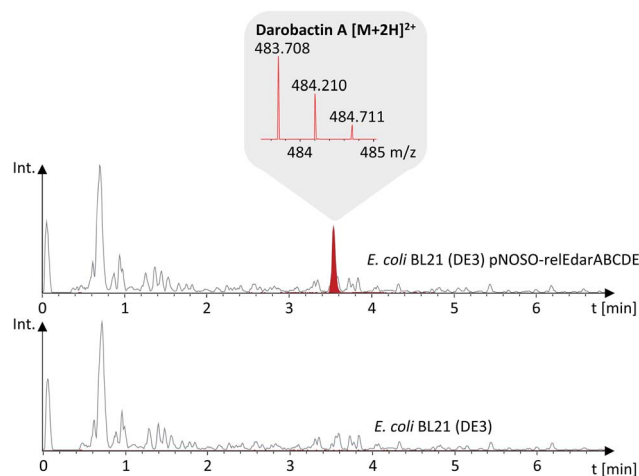 Darobactin A [M+2H]²⁺
483.708
484.210
484.711
484 485 m/z
Int.
E. coli BL21 (DE3) pNOSO-relEdarABCDE
0 1 2 3 4 5 6 t [min]
Int.
E. coli BL21 (DE3)
0 1 2 3 4 5 6 t [min]